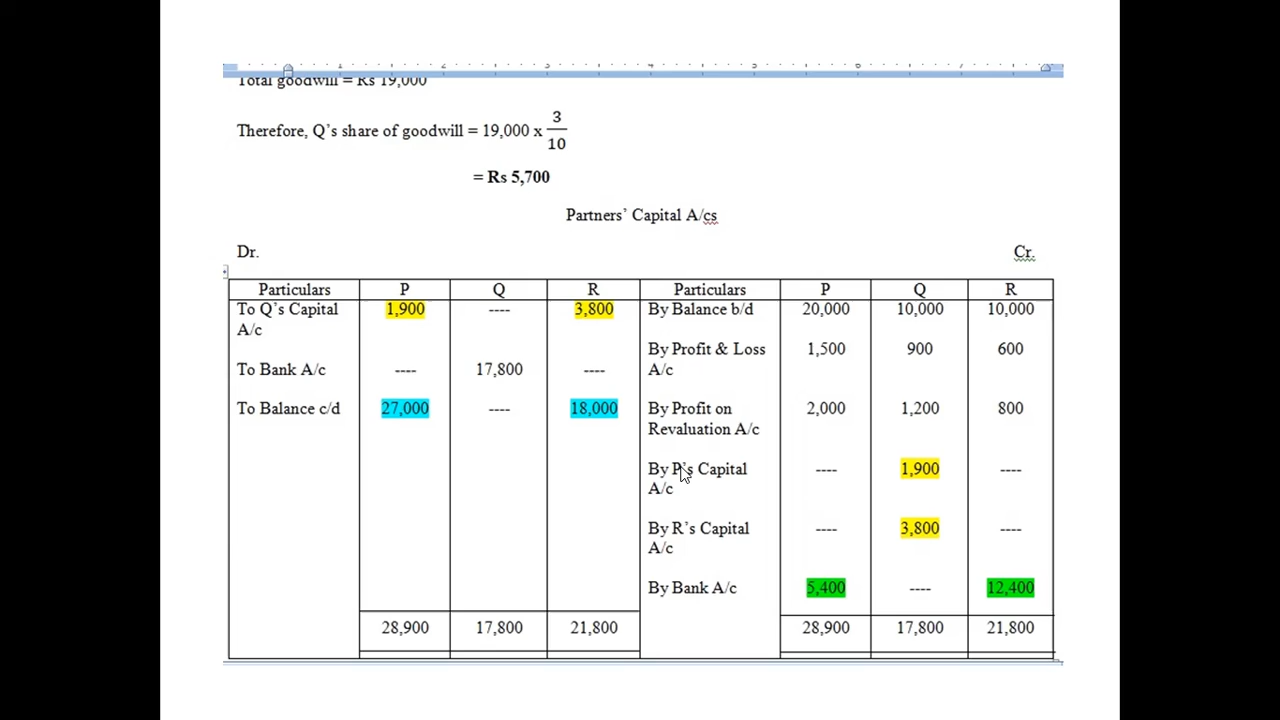 Total goodwill = Rs 19,000
Therefore, Q's share of goodwill = 19,000 x 3/10
= Rs 5,700
Partners' Capital A/cs
Dr. Cr.
Particulars P Q R Particulars P Q R
To Q's Capital 1,900 ---- 3,800 By Balance b/d 20,000 10,000 10,000
A/c
By Profit & Loss 1,500 900 600
To Bank A/c ---- 17,800 ---- A/c
To Balance c/d 27,000 ---- 18,000 By Profit on 2,000 1,200 800
Revaluation A/c
By P's Capital ---- 1,900 ----
A/c
By R's Capital ---- 3,800 ----
A/c
By Bank A/c 5,400 ---- 12,400
28,900 17,800 21,800 28,900 17,800 21,800